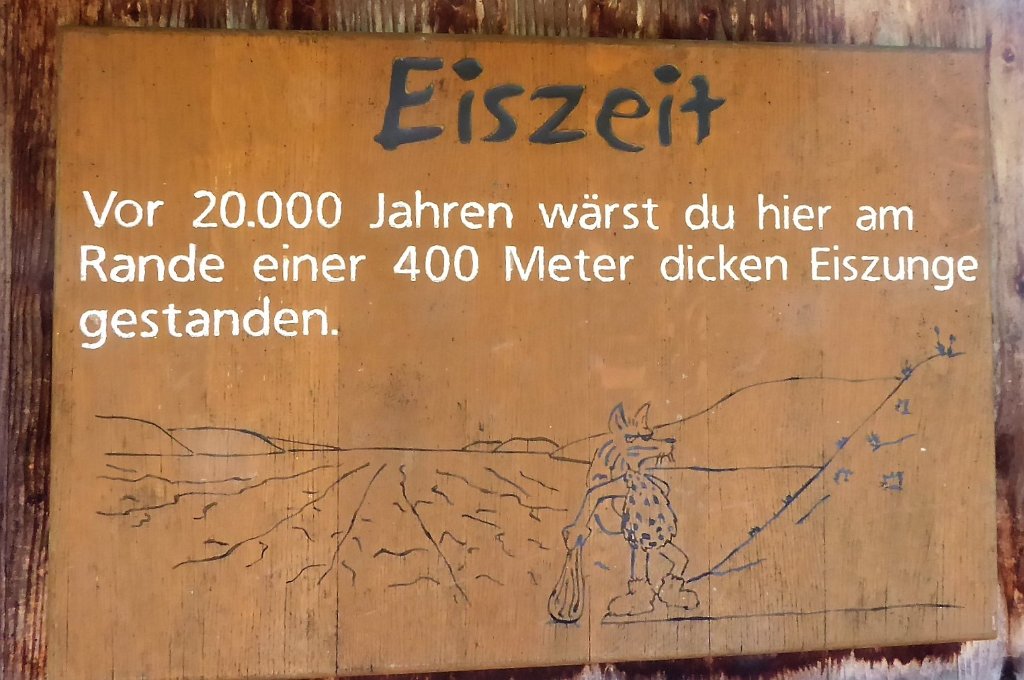 Eiszeit
Vor 20.000 Jahren wärst du hier am
Rande einer 400 Meter dicken Eiszunge
gestanden.